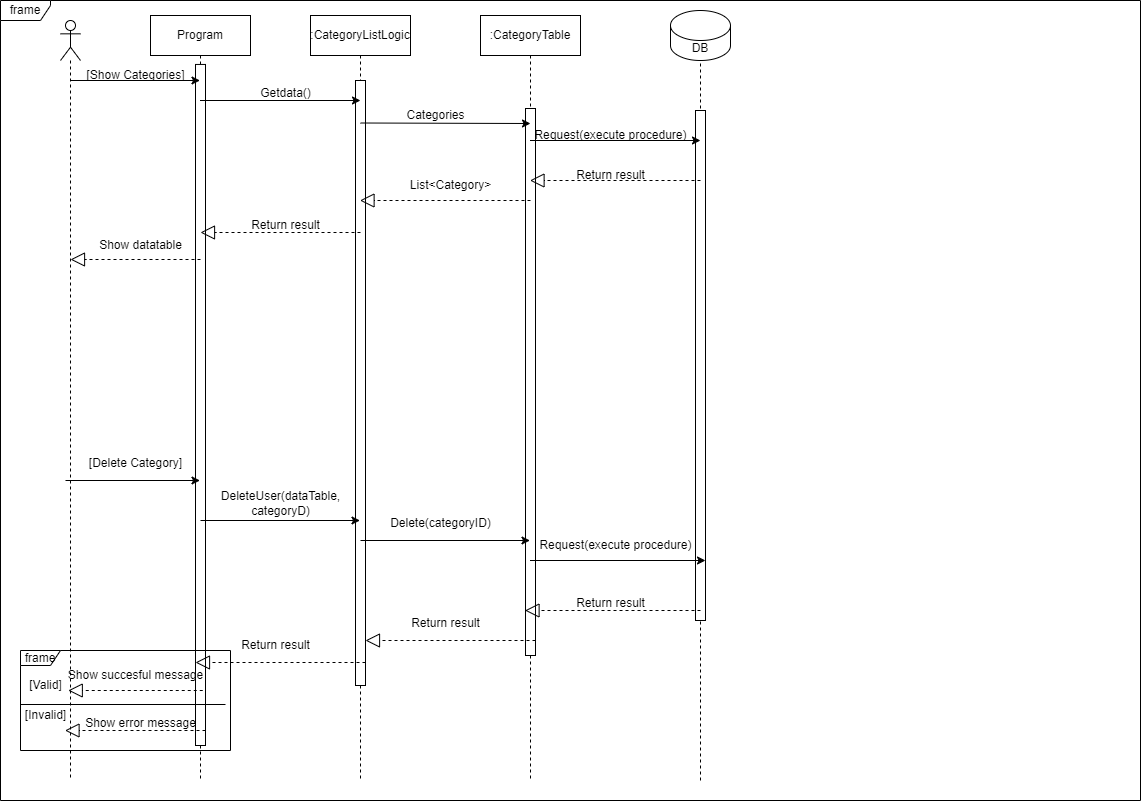 frame
Program
:CategoryListLogic
:CategoryTable
DB
[Show Categories]
Getdata()
Categories
Request(execute procedure)
Return result
List<Category>
Return result
Show datatable
[Delete Category]
DeleteUser(dataTable,
categoryD)
Delete(categoryID)
Request(execute procedure)
Return result
Return result
Return result
frame
Show succesful message
[Valid]
[Invalid]
Show error message